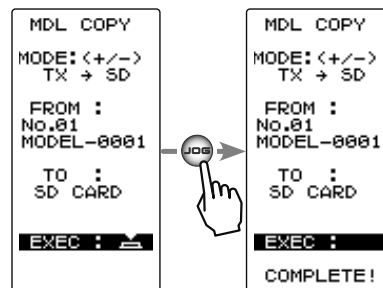 MDL COPY
MODE:(+/-)
TX → SD
FROM :
No.01
MODEL-0001
TO :
SD CARD
EXEC :
JOG
MDL COPY
MODE:(+/-)
TX → SD
FROM :
No.01
MODEL-0001
TO :
SD CARD
EXEC :
COMPLETE!